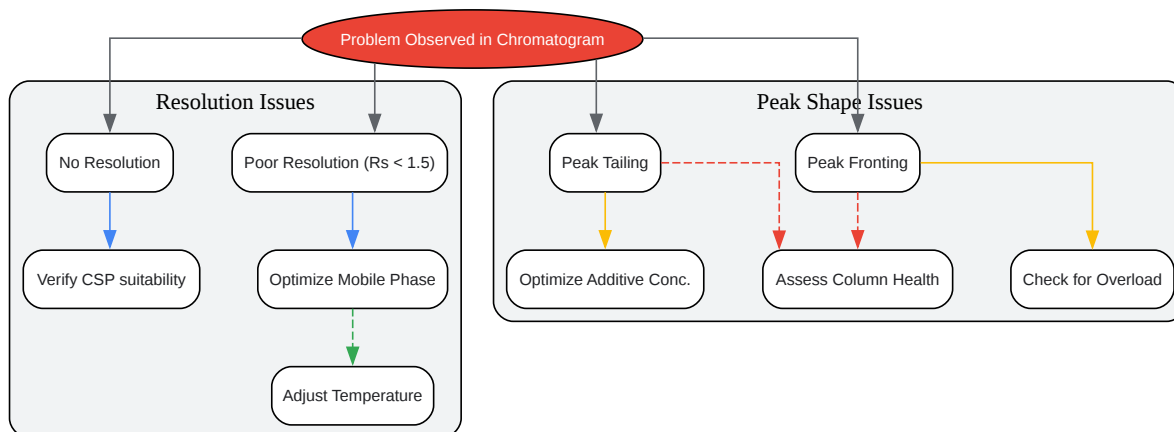 Problem Observed in Chromatogram
Resolution Issues
Peak Shape Issues
No Resolution
Poor Resolution (Rs < 1.5)
Peak Tailing
Peak Fronting
Verify CSP suitability
Optimize Mobile Phase
Optimize Additive Conc.
Assess Column Health
Check for Overload
Adjust Temperature